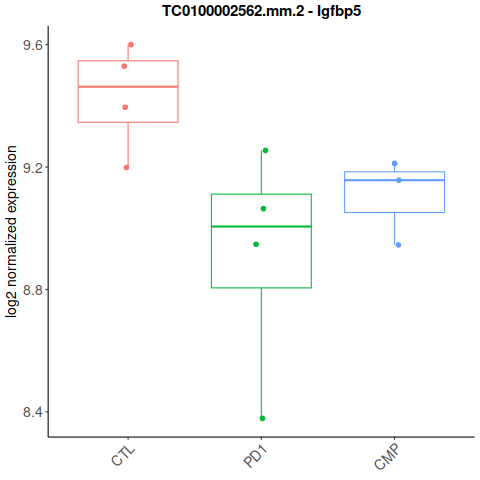 TC0100002562.mm.2 - Igfbp5
log2 normalized expression
9.6
9.2
8.8
8.4
CTL
PD1
CMP